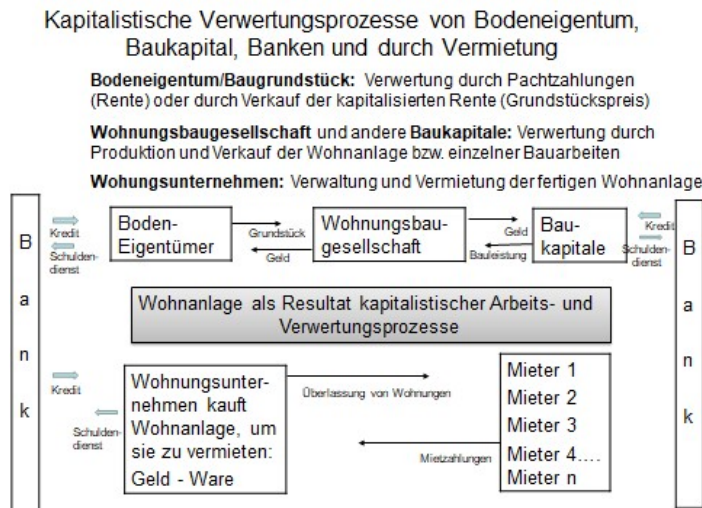 Kapitalistische Verwertungsprozesse von Bodeneigentum,
Baukapital, Banken und durch Vermietung
Bodeneigentum/Baugrundstück: Verwertung durch Pachtzahlungen
(Rente) oder durch Verkauf der kapitalisierten Rente (Grundstückspreis)
Wohnungsbaugesellschaft und andere Baukapitale: Verwertung durch
Produktion und Verkauf der Wohnanlage bzw. einzelner Bauarbeiten
Wohungsunternehmen: Verwaltung und Vermietung der fertigen Wohnanlage
Bank
Kredit
Schulden-
dienst
Boden-
Eigentümer
Grundstück
Geld
Wohnungsbau-
gesellschaft
Geld
Bauleistung
Bau-
kapitale
Kredit
Schulden-
dienst
Bank
Wohnanlage als Resultat kapitalistischer Arbeits- und
Verwertungsprozesse
Kredit
Schulden-
dienst
Wohnungsunter-
nehmen kauft
Wohnanlage, um
sie zu vermieten:
Geld - Ware
Überlassung von Wohnungen
Mietzahlungen
Mieter 1
Mieter 2
Mieter 3
Mieter 4....
Mieter n